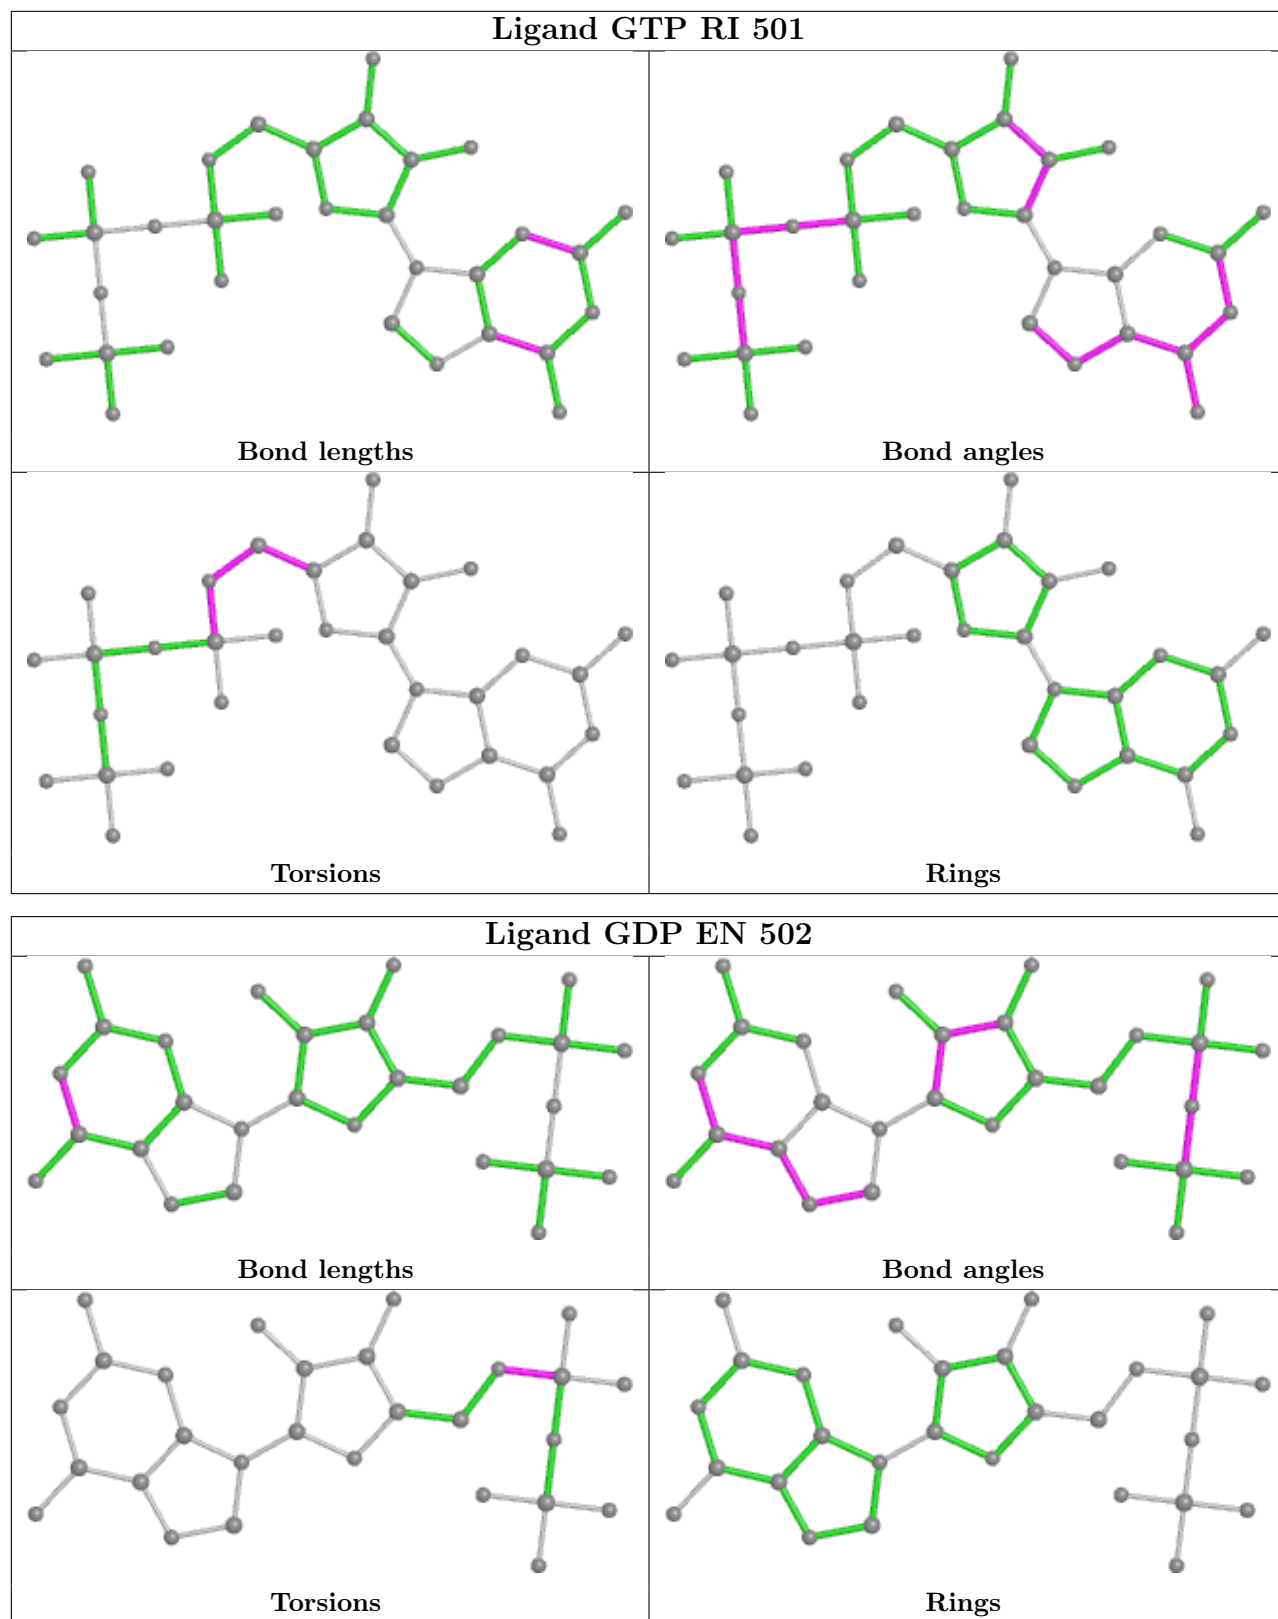 Ligand GTP RI 501
Bond lengths
Bond angles
Torsions
Rings
Ligand GDP EN 502
Bond lengths
Bond angles
Torsions
Rings